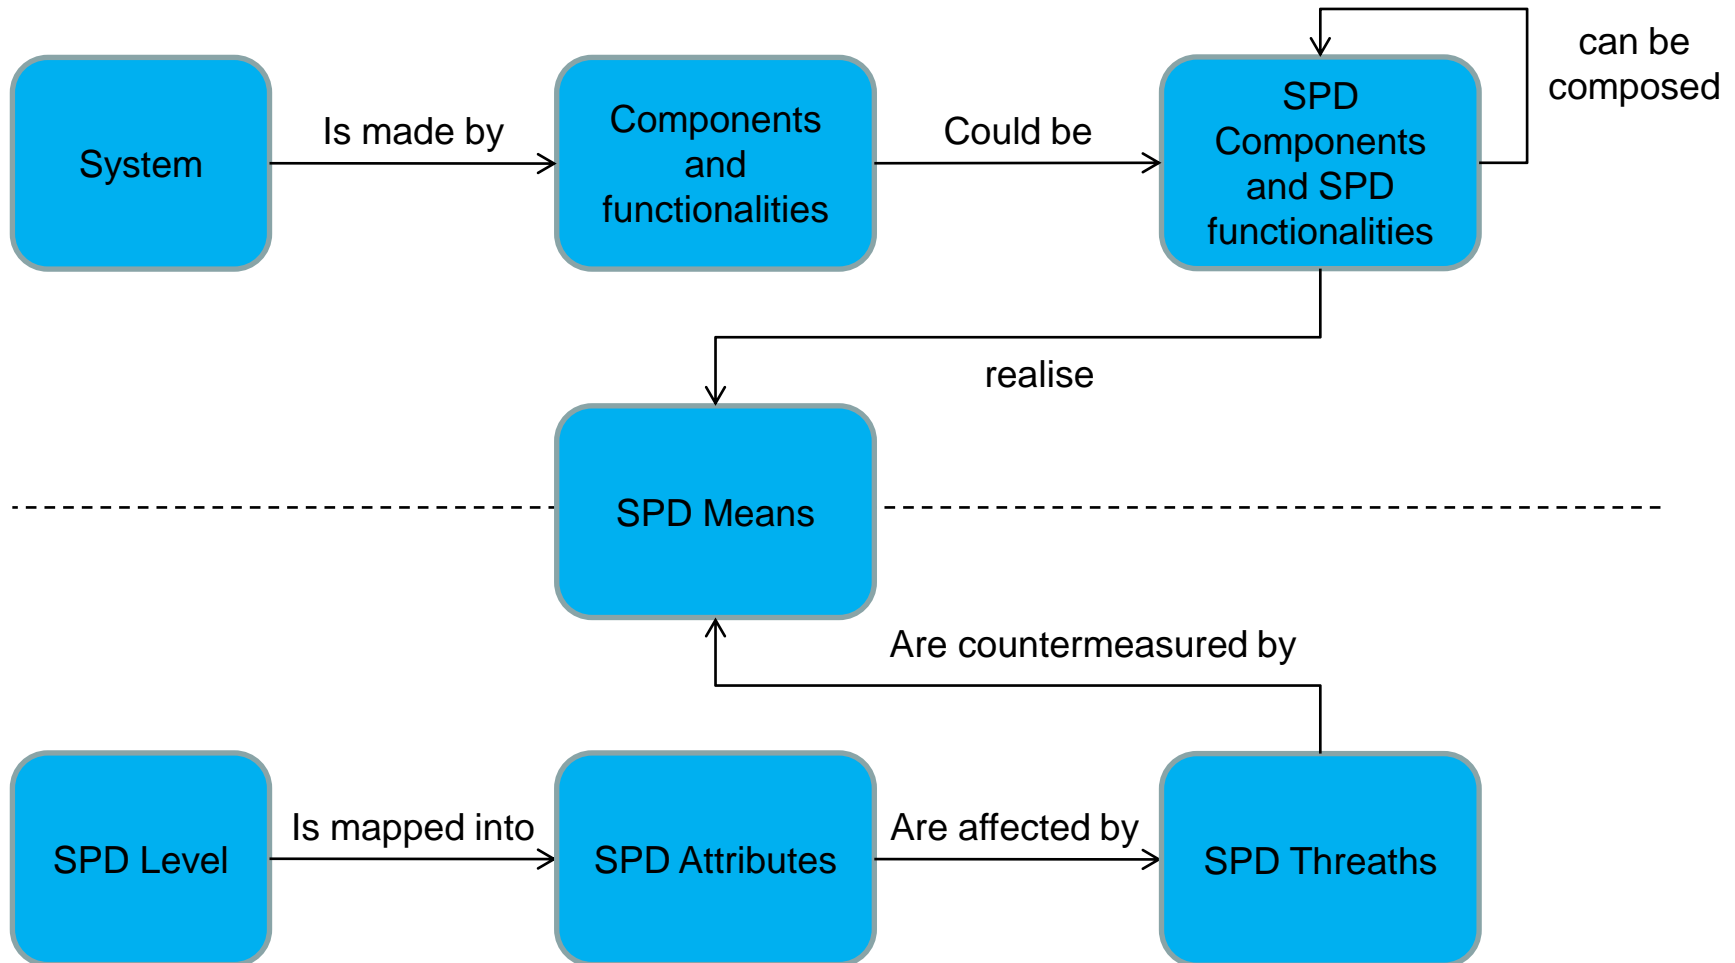 can be
composed
System
Is made by
Components
and
functionalities
Could be
SPD
Components
and SPD
functionalities
realise
SPD Means
Are countermeasured by
SPD Level
Is mapped into
SPD Attributes
Are affected by
SPD Threaths